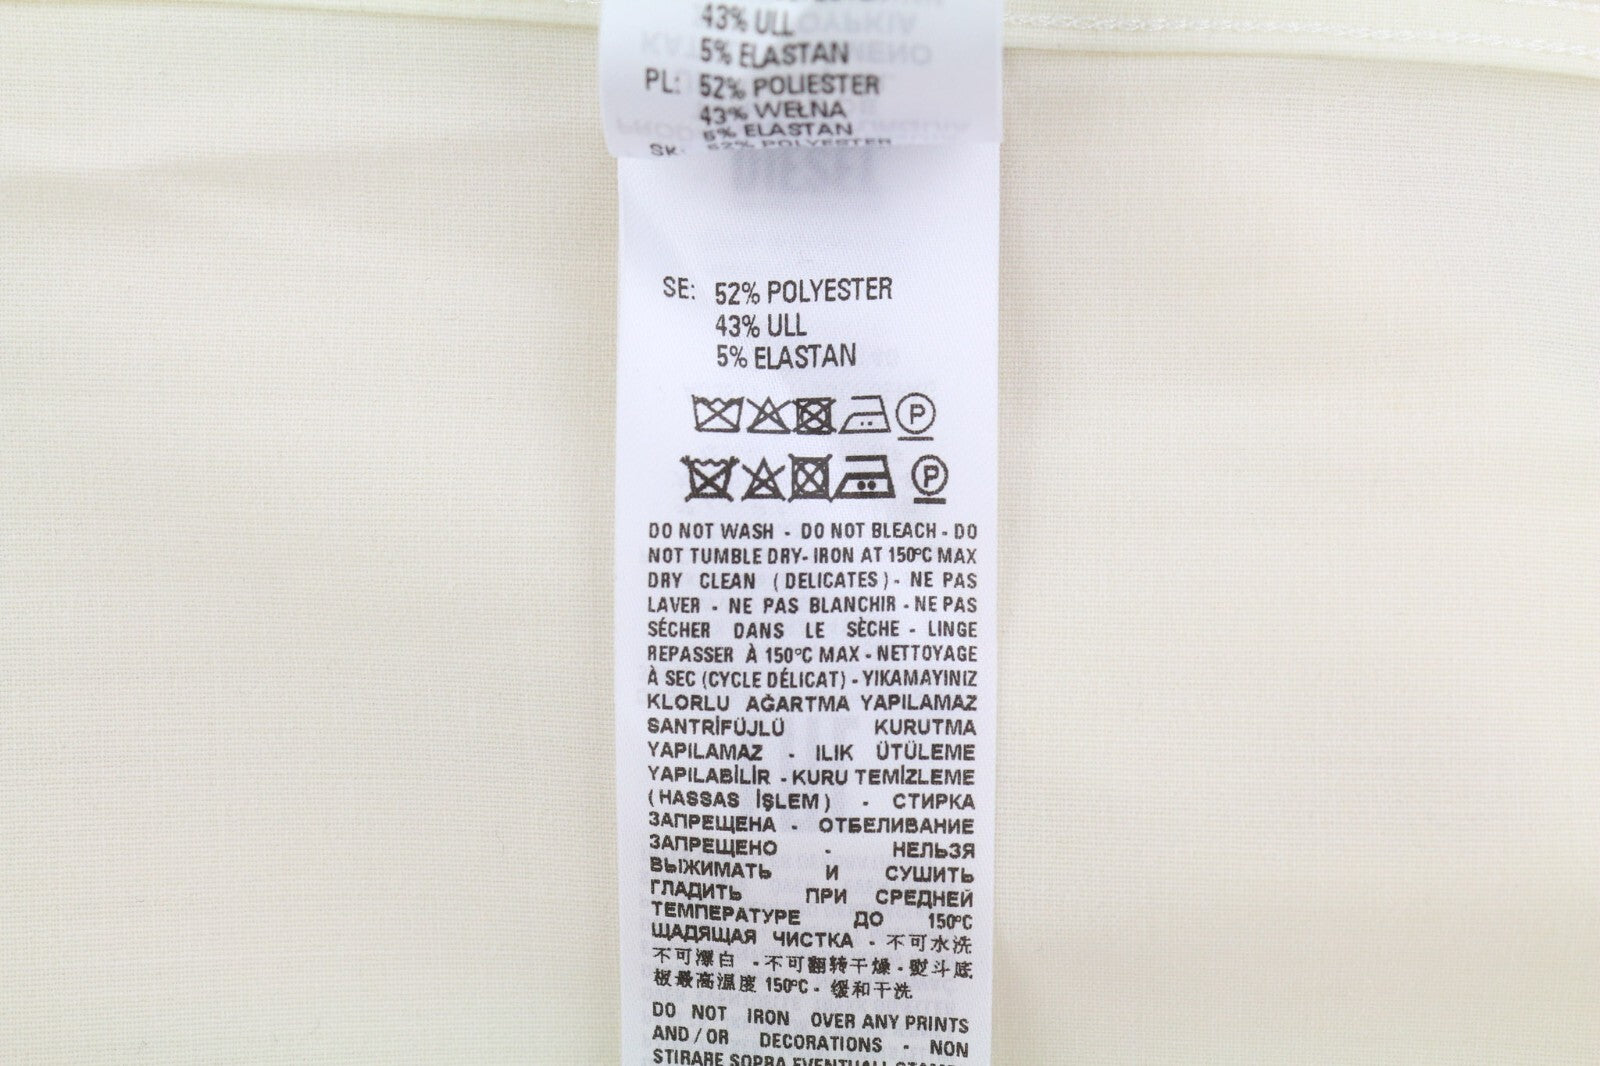 43% ULL
5% ELASTAN
PL: 52% POLIESTER
43% WEŁNA
5% ELASTAN
SK: 52% POLYESTER
SE: 52% POLYESTER
43% ULL
5% ELASTAN
P
P
DO NOT WASH - DO NOT BLEACH - DO
NOT TUMBLE DRY- IRON AT 150°C MAX
DRY CLEAN (DELICATES) - NE PAS
LAVER - NE PAS BLANCHIR - NE PAS
SÉCHER DANS LE SÈCHE - LINGE
REPASSER À 150°C MAX - NETTOYAGE
À SEC (CYCLE DÉLICAT) - YIKAMAYINIZ
KLORLU AĞARTMA YAPILAMAZ
SANTRİFÜJLÜ KURUTMA
YAPILAMAZ - ILIK ÜTÜLEME
YAPILABİLİR - KURU TEMİZLEME
(HASSAS İŞLEM) - СТИРКА
ЗАПРЕЩЕНА - ОТБЕЛИВАНИЕ
ЗАПРЕЩЕНО - НЕЛЬЗЯ
ВЫЖИМАТЬ И СУШИТЬ
ГЛАДИТЬ ПРИ СРЕДНЕЙ
ТЕМПЕРАТУРЕ ДО 150°C
ЩАДЯЩАЯ ЧИСТКА - 不可水洗
不可漂白 - 不可翻转干燥 - 熨斗底
板最高温度 150°C - 缓和干洗
DO NOT IRON OVER ANY PRINTS
AND/OR DECORATIONS - NON
STIRARE SOPRA EVENTUALI